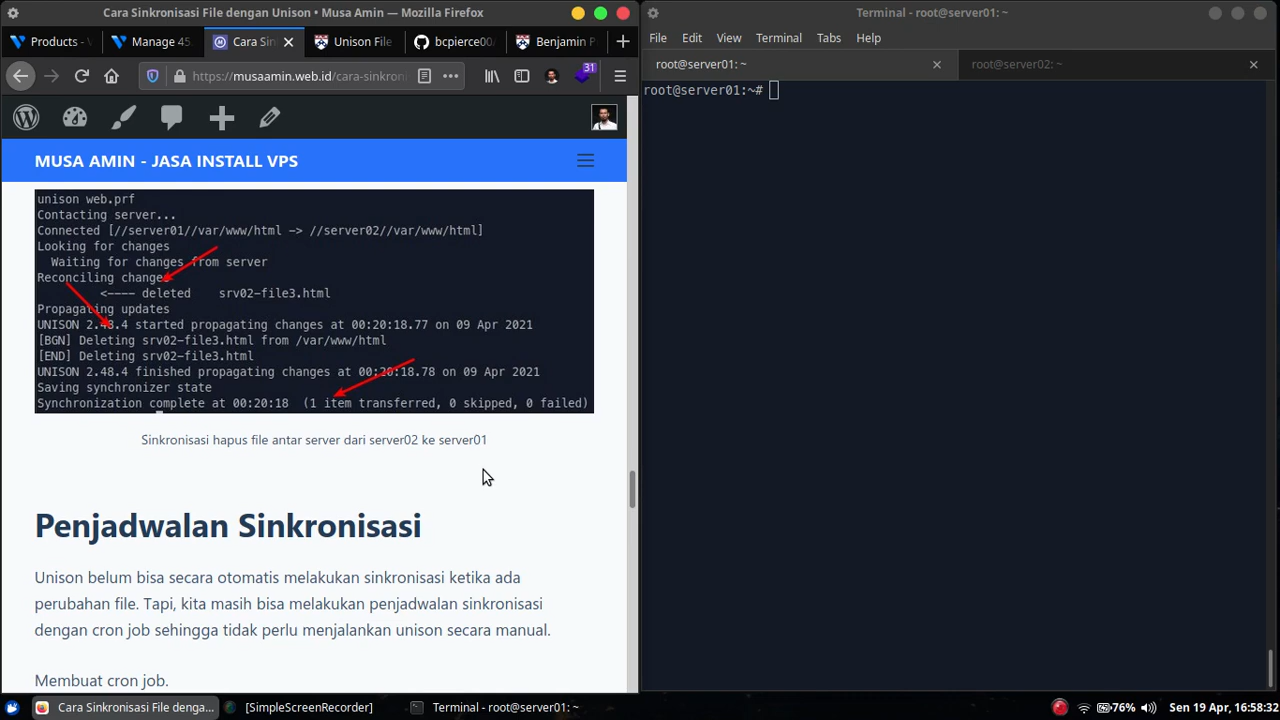 Cara Sinkronisasi File dengan Unison • Musa Amin — Mozilla Firefox
Products - V
Manage 45.
Cara Sin
Unison File
bcpierce00
Benjamin P
https://musaamin.web.id/cara-sinkron
31
MUSA AMIN - JASA INSTALL VPS
unison web.prf
Contacting server...
Connected [//server01//var/www/html -> //server02//var/www/html]
Looking for changes
Waiting for changes from server
Reconciling changes
<---- deleted srv02-file3.html
Propagating updates
UNISON 2.48.4 started propagating changes at 00:20:18.77 on 09 Apr 2021
[BGN] Deleting srv02-file3.html from /var/www/html
[END] Deleting srv02-file3.html
UNISON 2.48.4 finished propagating changes at 00:20:18.78 on 09 Apr 2021
Saving synchronizer state
Synchronization complete at 00:20:18 (1 item transferred, 0 skipped, 0 failed)
Sinkronisasi hapus file antar server dari server02 ke server01
Penjadwalan Sinkronisasi
Unison belum bisa secara otomatis melakukan sinkronisasi ketika ada
perubahan file. Tapi, kita masih bisa melakukan penjadwalan sinkronisasi
dengan cron job sehingga tidak perlu menjalankan unison secara manual.
Membuat cron job.
Terminal - root@server01: ~
File Edit View Terminal Tabs Help
root@server01: ~
root@server02: ~
root@server01:~#
Cara Sinkronisasi File denga...
[SimpleScreenRecorder]
Terminal - root@server01: ~
76%
Sen 19 Apr, 16:58:32